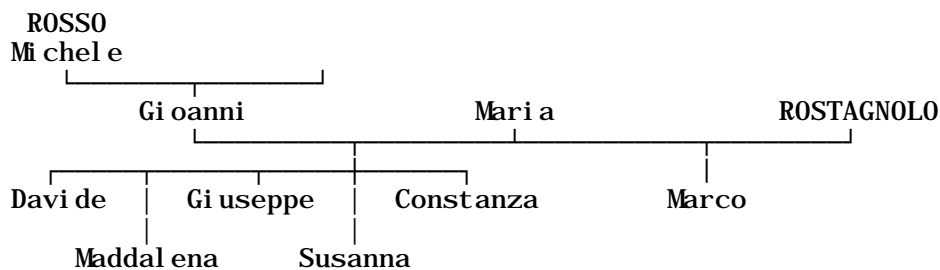 ROSSO
Michele
Gioanni Maria ROSTAGNOLO
Davide Giuseppe Constanza Marco
Maddalena Susanna